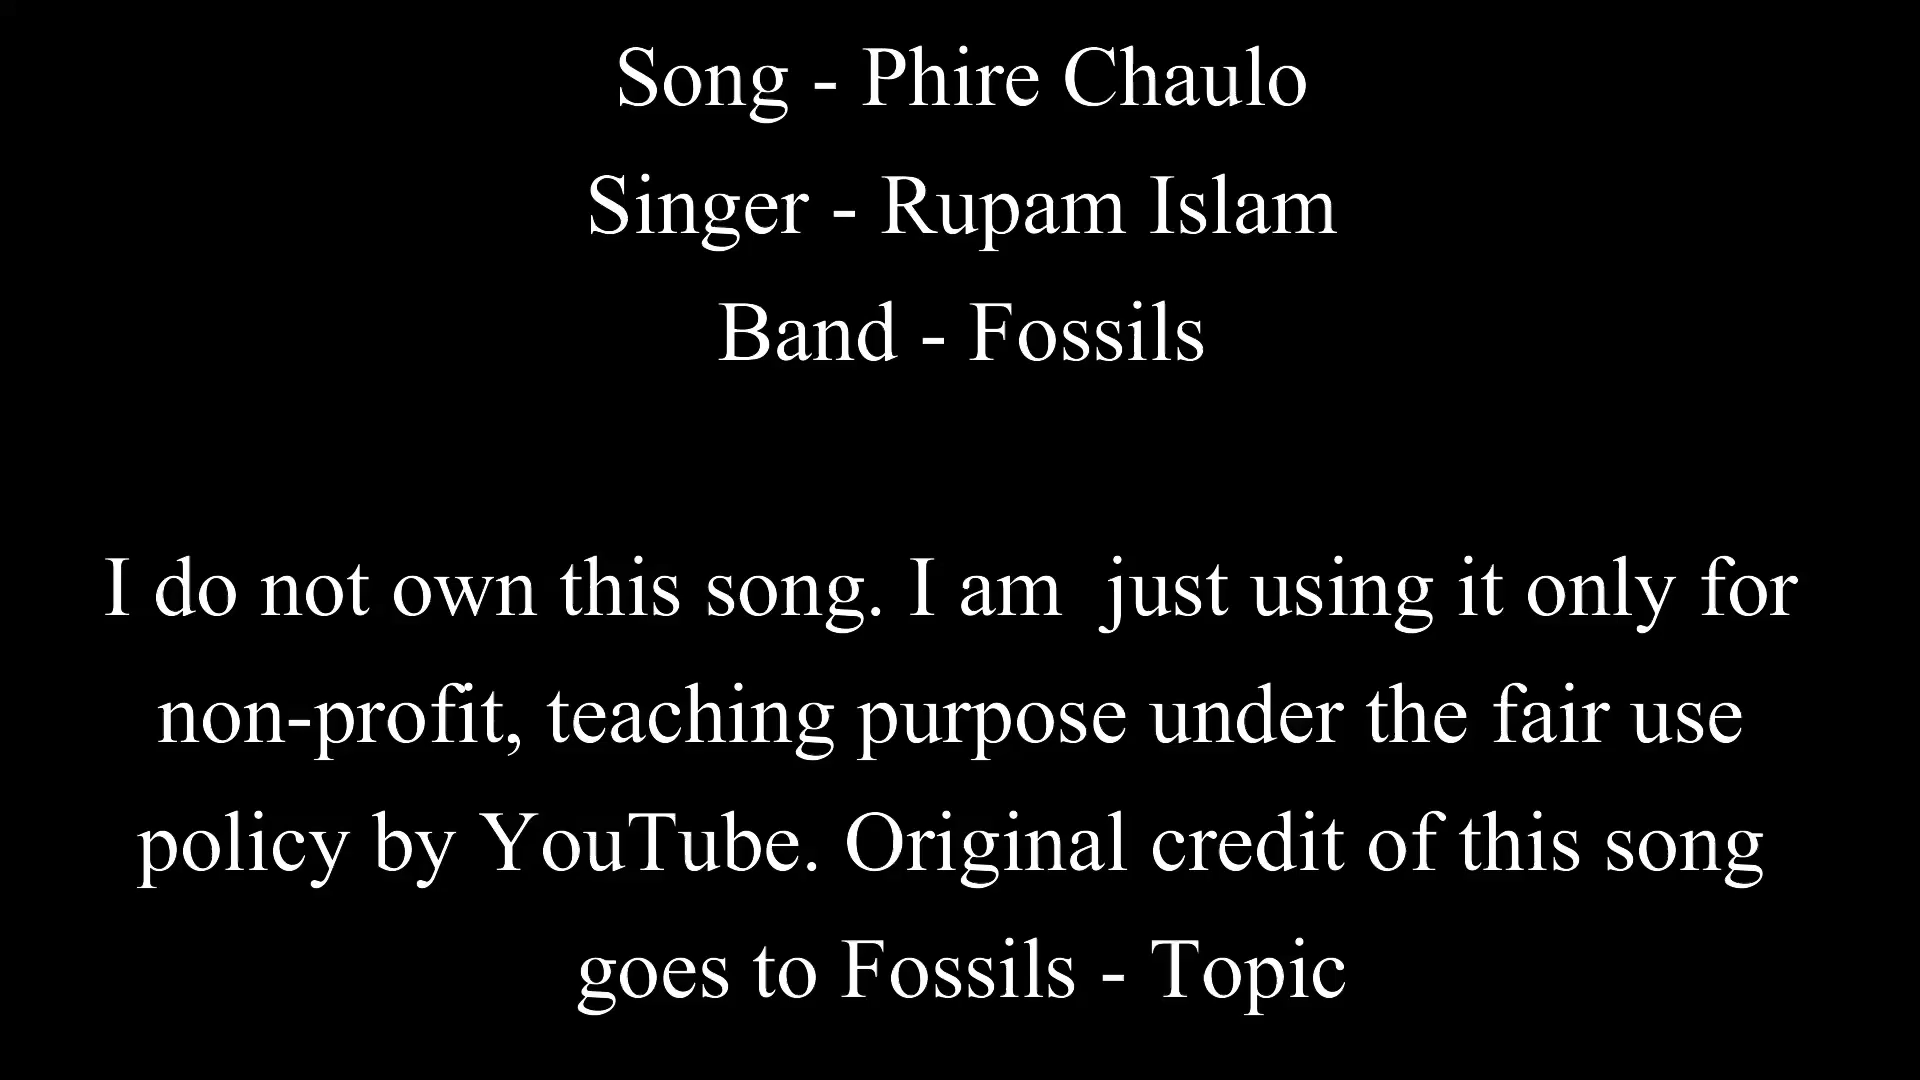 Song - Phire Chaulo
Singer - Rupam Islam
Band - Fossils
I do not own this song. I am  just using it only for
non-profit, teaching purpose under the fair use
policy by YouTube. Original credit of this song
goes to Fossils - Topic